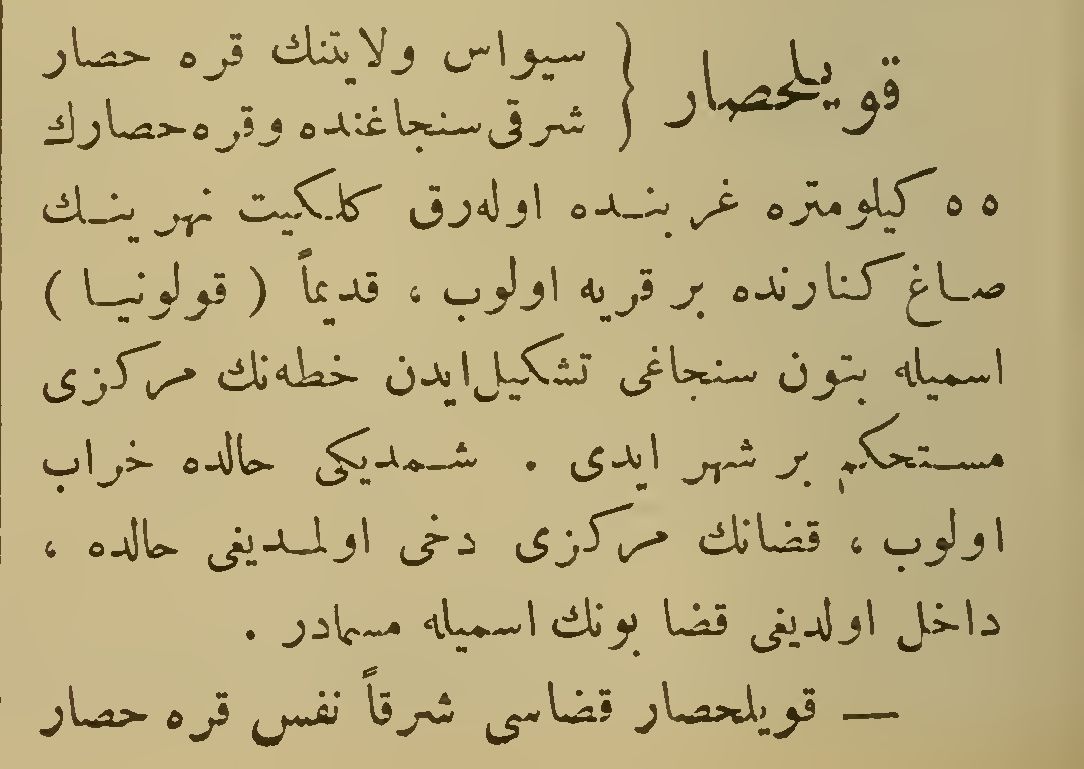 قویلحصار { سیواس ولایتنك قره حصار
شرقی سنجاغنده وقره حصارك
٥٥ کیلومتره غربنده اوله‌رق کلکیت نهرینك
صاغ کنارنده بر قریه اولوب ، قدیماً ( قولونیا )
اسمیله بتون سنجاغی تشکیل ایدن خطه‌نك مرکزی
مستحکم بر شهر ایدی . شمدیکی حالده خراب
اولوب ، قضانك مرکزی دخی اولمدیغی حالده ،
داخل اولدیغی قضا بونك اسمیله مسمادر .
— قویلحصار قضاسی شرقاً نفس قره حصار